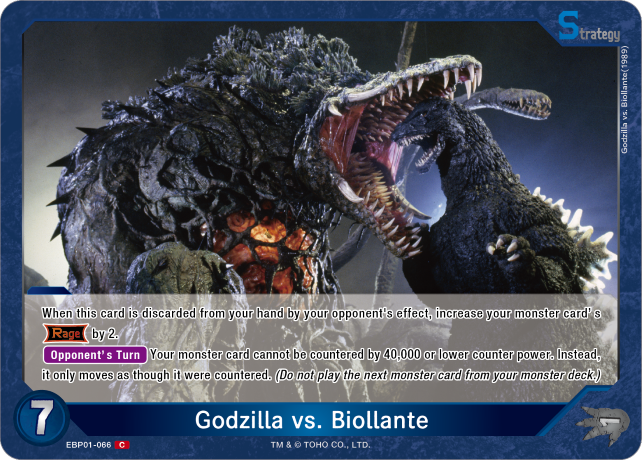 Strategy
Godzilla vs. Biollante(1989)
When this card is discarded from your hand by your opponent's effect, increase your monster card's
Rage by 2.
Opponent's Turn Your monster card cannot be countered by 40,000 or lower counter power. Instead,
it only moves as though it were countered. (Do not play the next monster card from your monster deck.)
7
Godzilla vs. Biollante
1
EBP01-066 C
TM & © TOHO CO., LTD.